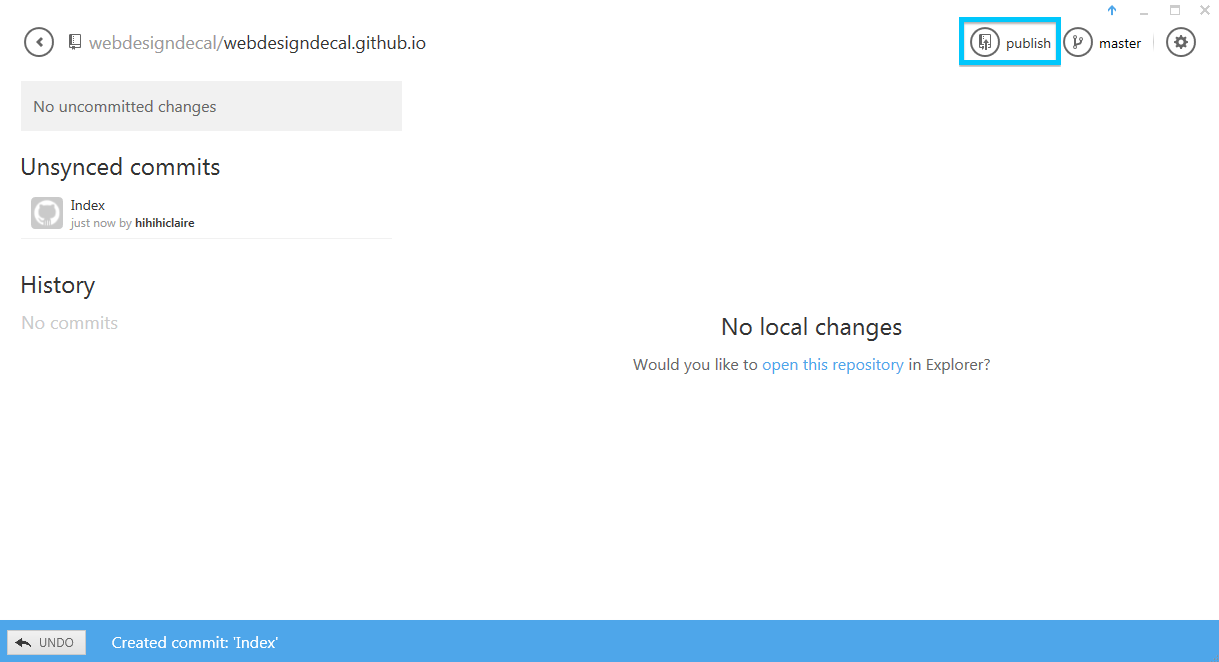 webdesigndecal/webdesigndecal.github.io
publish
master
No uncommitted changes
Unsynced commits
Index
just now by hihihiclaire
History
No commits
No local changes
Would you like to open this repository in Explorer?
UNDO
Created commit: 'Index'